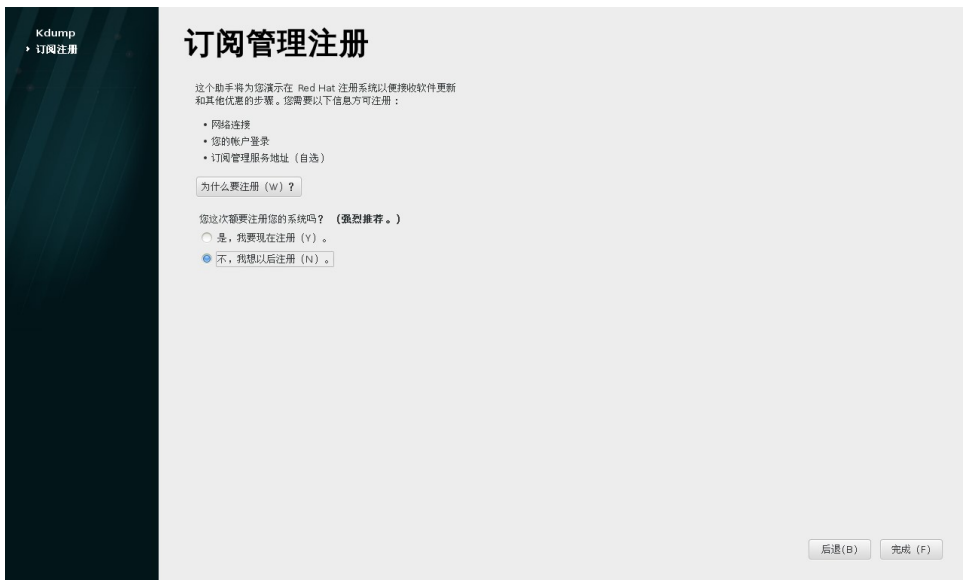 Kdump
订阅注册
订阅管理注册
这个助手将为您演示在 Red Hat 注册系统以便接收软件更新
和其他优惠的步骤。您需要以下信息方可注册：
• 网络连接
• 您的帐户登录
• 订阅管理服务地址（自选）
为什么要注册（W）？
您这次额要注册您的系统吗？ （强烈推荐。）
是，我要现在注册（Y）。
不，我想以后注册（N）。
后退(B)
完成 (F)